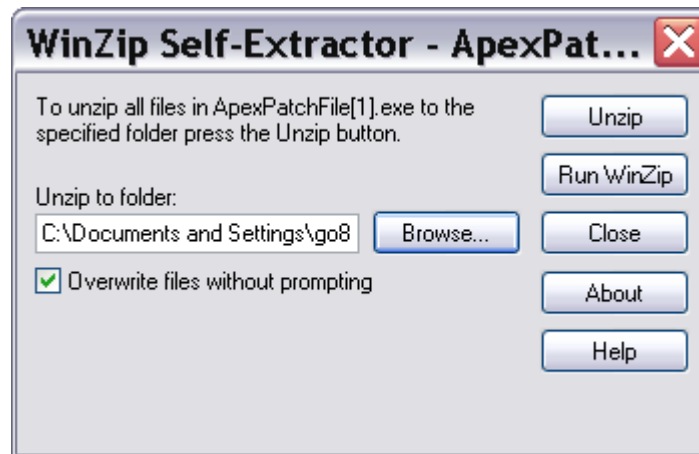 WinZip Self-Extractor - ApexPat...
To unzip all files in ApexPatchFile[1].exe to the
specified folder press the Unzip button.
Unzip to folder:
C:\Documents and Settings\go8
Browse...
Overwrite files without prompting
Unzip
Run WinZip
Close
About
Help